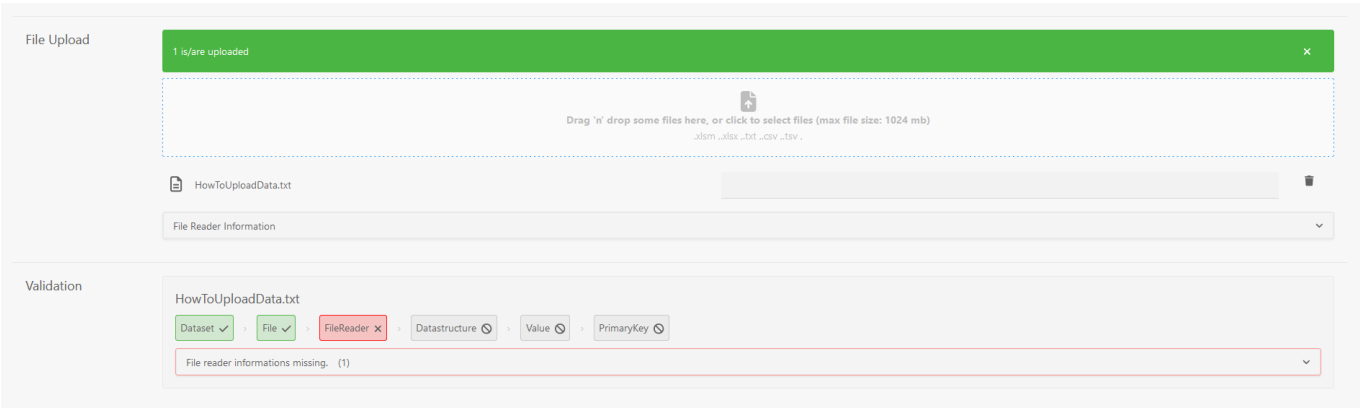 File Upload
1 is/are uploaded
Drag 'n' drop some files here, or click to select files (max file size: 1024 mb)
.xlsm ,.xlsx ,.txt ,.csv ,.tsv ,
HowToUploadData.txt
File Reader Information
Validation
HowToUploadData.txt
Dataset > File > FileReader > Datastructure > Value > PrimaryKey
File reader informations missing. (1)